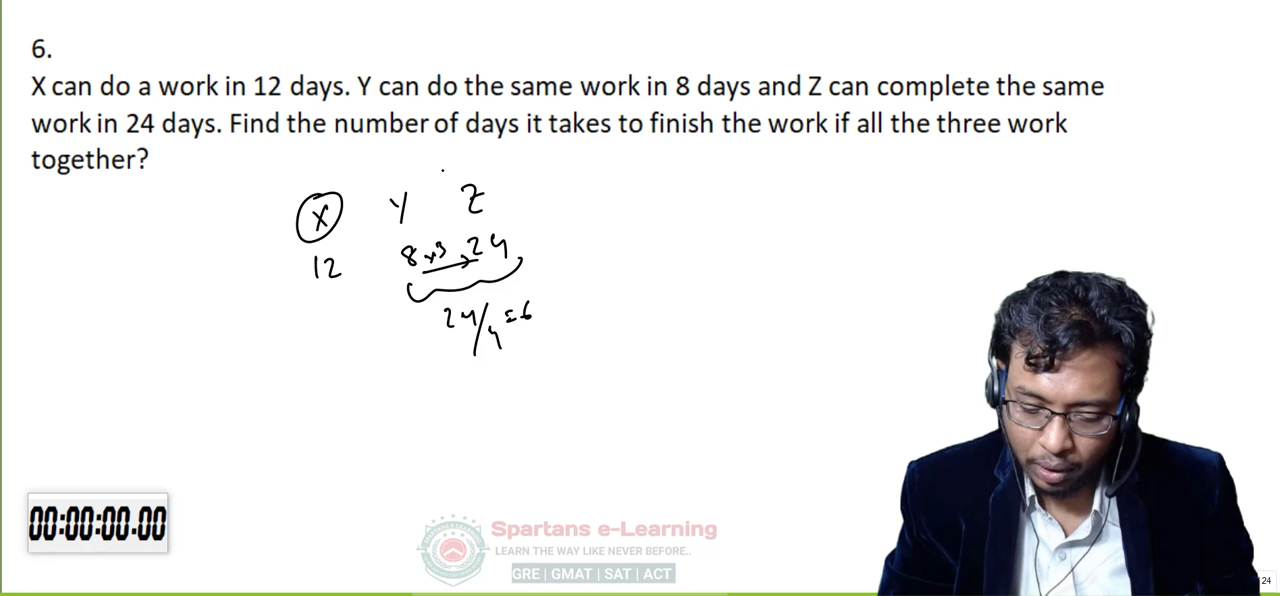 6.
X can do a work in 12 days. Y can do the same work in 8 days and Z can complete the same
work in 24 days. Find the number of days it takes to finish the work if all the three work
together?
X Y Z
12 8 x3 24
24/4 = 6
00:00:00.00
Spartans e-Learning
LEARN THE WAY LIKE NEVER BEFORE..
GRE | GMAT | SAT | ACT
24